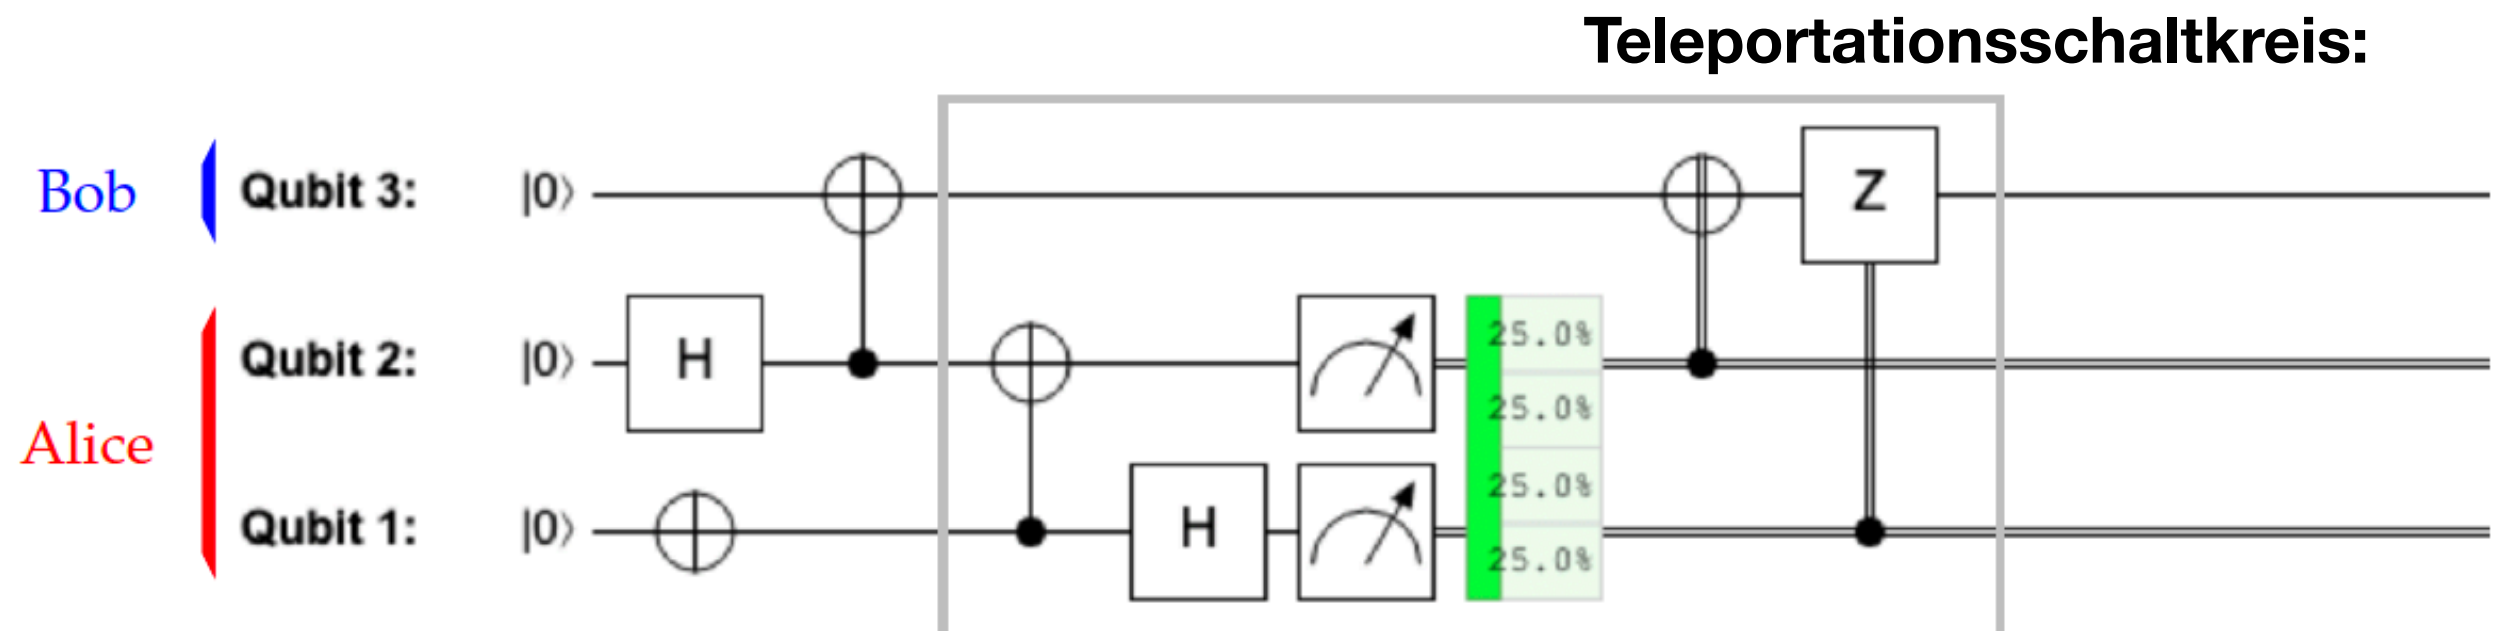 Teleportationsschaltkreis:
Bob Qubit 3: |0⟩ Z
Qubit 2: |0⟩ H 25.0%
25.0%
Alice
25.0%
Qubit 1: |0⟩ H 25.0%